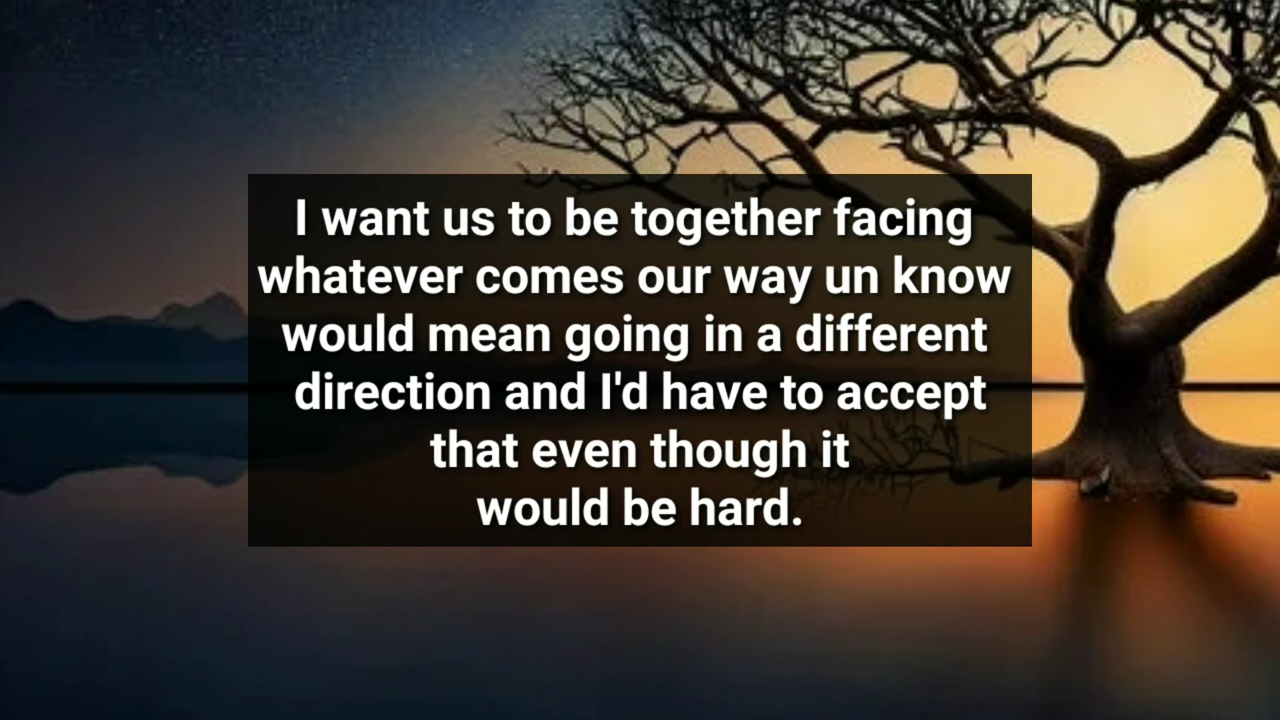 I want us to be together facing
whatever comes our way un know
would mean going in a different
direction and I'd have to accept
that even though it
would be hard.